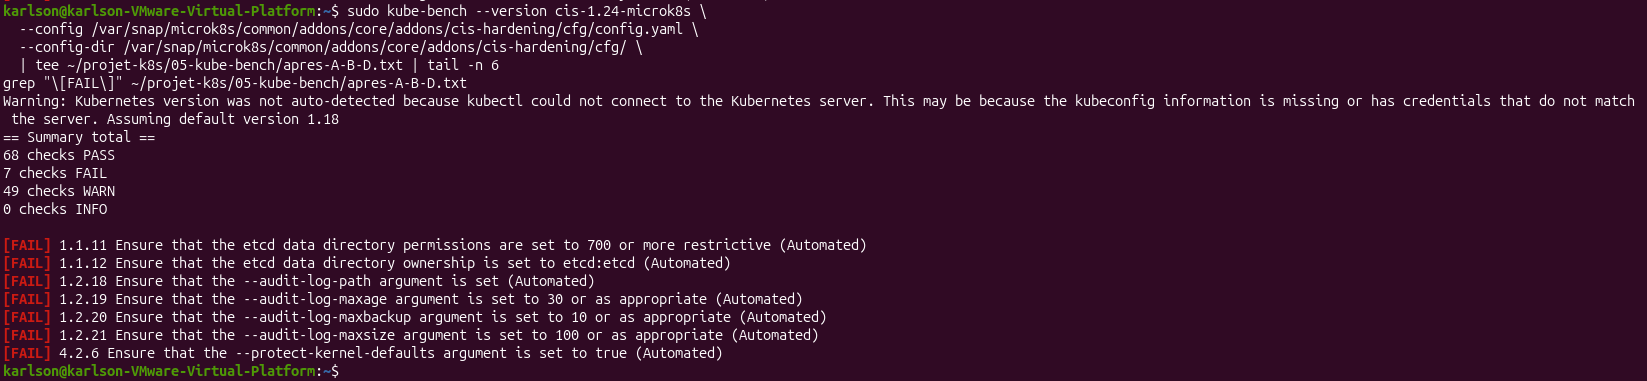 karlson@karlson-VMware-Virtual-Platform:~$ sudo kube-bench --version cis-1.24-microk8s \
  --config /var/snap/microk8s/common/addons/core/addons/cis-hardening/cfg/config.yaml \
  --config-dir /var/snap/microk8s/common/addons/core/addons/cis-hardening/cfg/ \
  | tee ~/projet-k8s/05-kube-bench/apres-A-B-D.txt | tail -n 6
grep "\[FAIL\]" ~/projet-k8s/05-kube-bench/apres-A-B-D.txt
Warning: Kubernetes version was not auto-detected because kubectl could not connect to the Kubernetes server. This may be because the kubeconfig information is missing or has credentials that do not match
 the server. Assuming default version 1.18
== Summary total ==
68 checks PASS
7 checks FAIL
49 checks WARN
0 checks INFO

[FAIL] 1.1.11 Ensure that the etcd data directory permissions are set to 700 or more restrictive (Automated)
[FAIL] 1.1.12 Ensure that the etcd data directory ownership is set to etcd:etcd (Automated)
[FAIL] 1.2.18 Ensure that the --audit-log-path argument is set (Automated)
[FAIL] 1.2.19 Ensure that the --audit-log-maxage argument is set to 30 or as appropriate (Automated)
[FAIL] 1.2.20 Ensure that the --audit-log-maxbackup argument is set to 10 or as appropriate (Automated)
[FAIL] 1.2.21 Ensure that the --audit-log-maxsize argument is set to 100 or as appropriate (Automated)
[FAIL] 4.2.6 Ensure that the --protect-kernel-defaults argument is set to true (Automated)
karlson@karlson-VMware-Virtual-Platform:~$